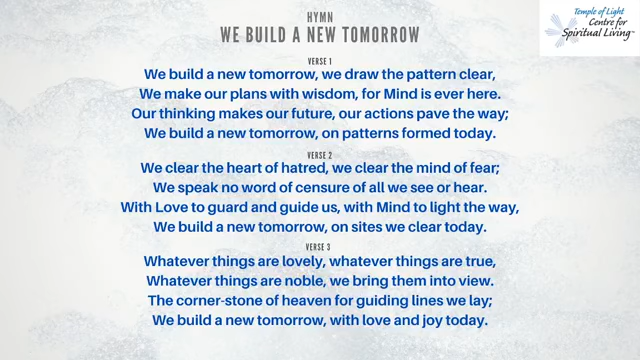 HYMN
WE BUILD A NEW TOMORROW
Temple of Light
Centre for
Spiritual Living™
VERSE 1
We build a new tomorrow, we draw the pattern clear,
We make our plans with wisdom, for Mind is ever here.
Our thinking makes our future, our actions pave the way;
We build a new tomorrow, on patterns formed today.
VERSE 2
We clear the heart of hatred, we clear the mind of fear;
We speak no word of censure of all we see or hear.
With Love to guard and guide us, with Mind to light the way,
We build a new tomorrow, on sites we clear today.
VERSE 3
Whatever things are lovely, whatever things are true,
Whatever things are noble, we bring them into view.
The corner-stone of heaven for guiding lines we lay;
We build a new tomorrow, with love and joy today.